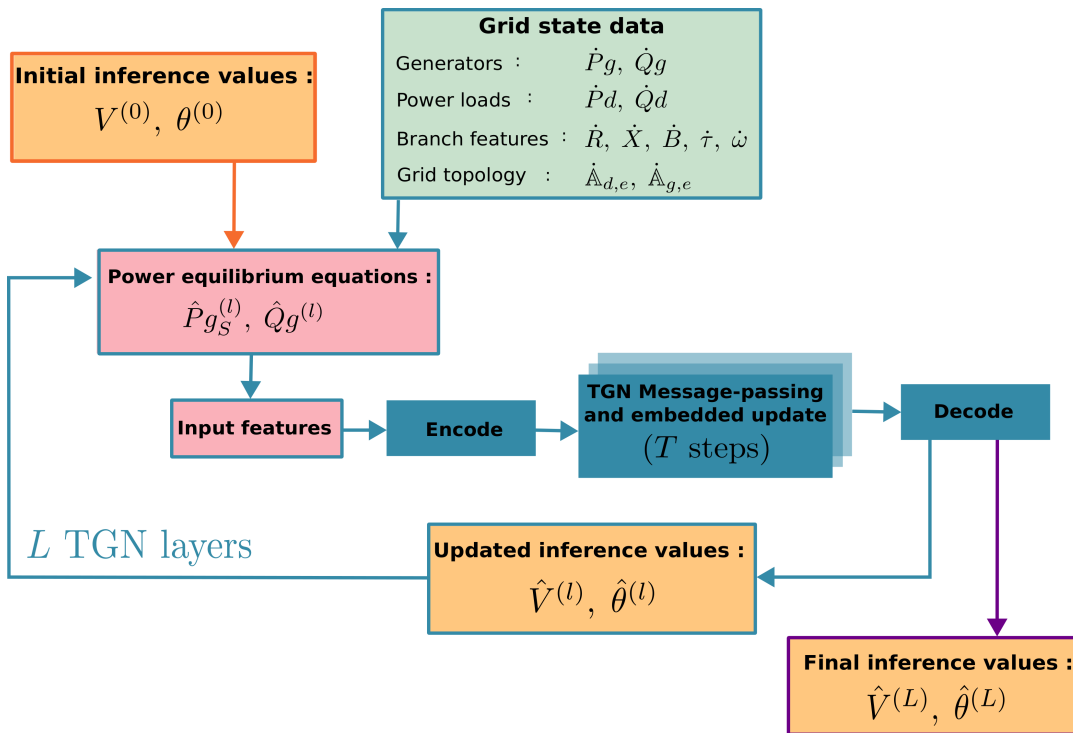 Grid state data
Generators : Ṗg, Q̇g
Power loads : Ṗd, Q̇d
Branch features : Ṙ, Ẋ, Ḃ, τ̇, ω̇
Grid topology : 𝔸̇_{d,e}, 𝔸̇_{g,e}
Initial inference values :
V^{(0)}, θ^{(0)}
Power equilibrium equations :
P̂g_S^{(l)}, Q̂g^{(l)}
Input features
Encode
TGN Message-passing
and embedded update
(T steps)
Decode
L TGN layers
Updated inference values :
V̂^{(l)}, θ̂^{(l)}
Final inference values :
V̂^{(L)}, θ̂^{(L)}